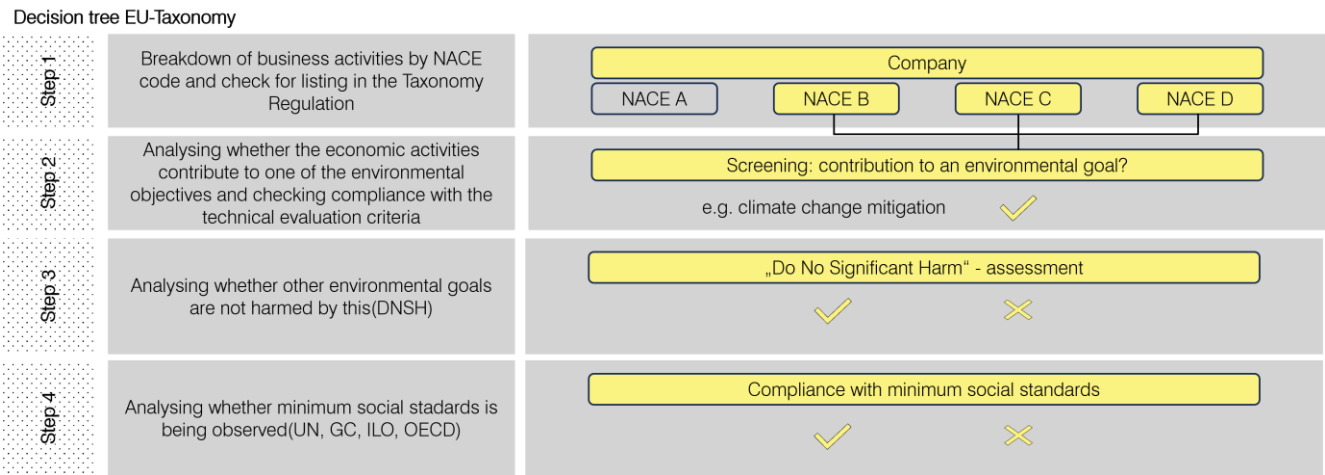 Decision tree EU-Taxonomy
Step 1
Breakdown of business activities by NACE
code and check for listing in the Taxonomy
Regulation
Company
NACE A
NACE B
NACE C
NACE D
Step 2
Analysing whether the economic activities
contribute to one of the environmental
objectives and checking compliance with the
technical evaluation criteria
Screening: contribution to an environmental goal?
e.g. climate change mitigation
Step 3
Analysing whether other environmental goals
are not harmed by this(DNSH)
„Do No Significant Harm“ - assessment
Step 4
Analysing whether minimum social stadards is
being observed(UN, GC, ILO, OECD)
Compliance with minimum social standards